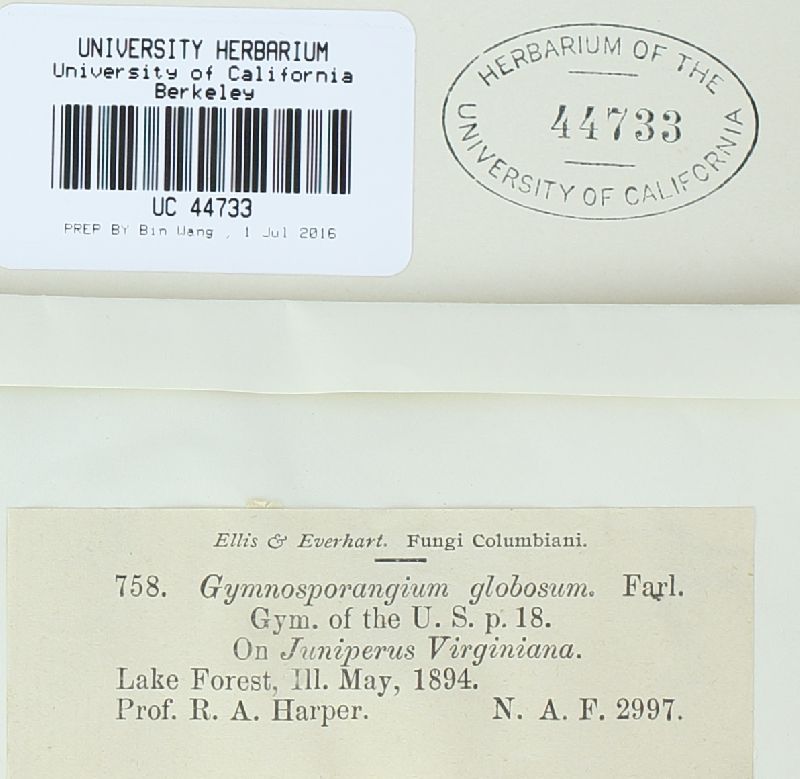 UNIVERSITY HERBARIUM
University of California
Berkeley
UC 44733
PREP BY Bin Wang , 1 Jul 2016
HERBARIUM OF THE
44733
UNIVERSITY OF CALIFORNIA
Ellis & Everhart. Fungi Columbiani.
758. Gymnosporangium globosum. Farl.
Gym. of the U. S. p. 18.
On Juniperus Virginiana.
Lake Forest, Ill. May, 1894.
Prof. R. A. Harper. N. A. F. 2997.